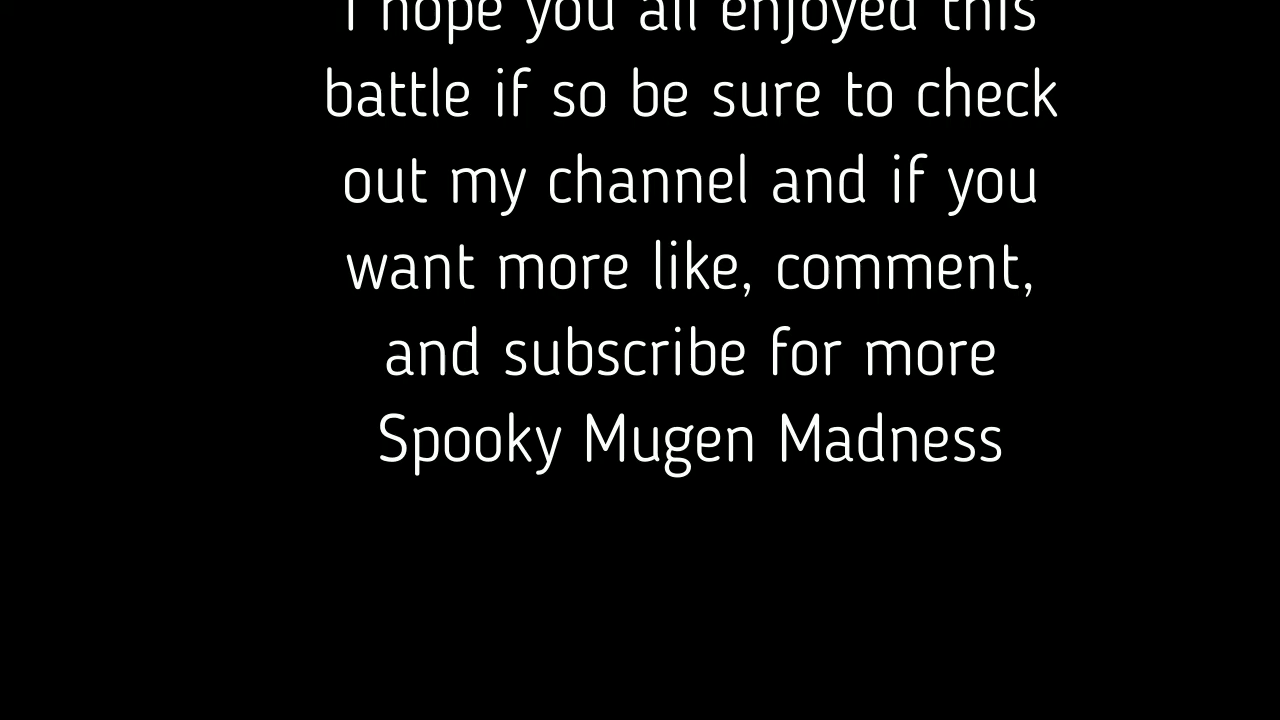 I hope you all enjoyed this
battle if so be sure to check
out my channel and if you
want more like, comment,
and subscribe for more
Spooky Mugen Madness